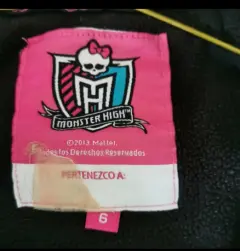 MONSTER HIGH
©2013 Mattel.
Todos los Derechos Reservados
PERTENEZCO A:
6